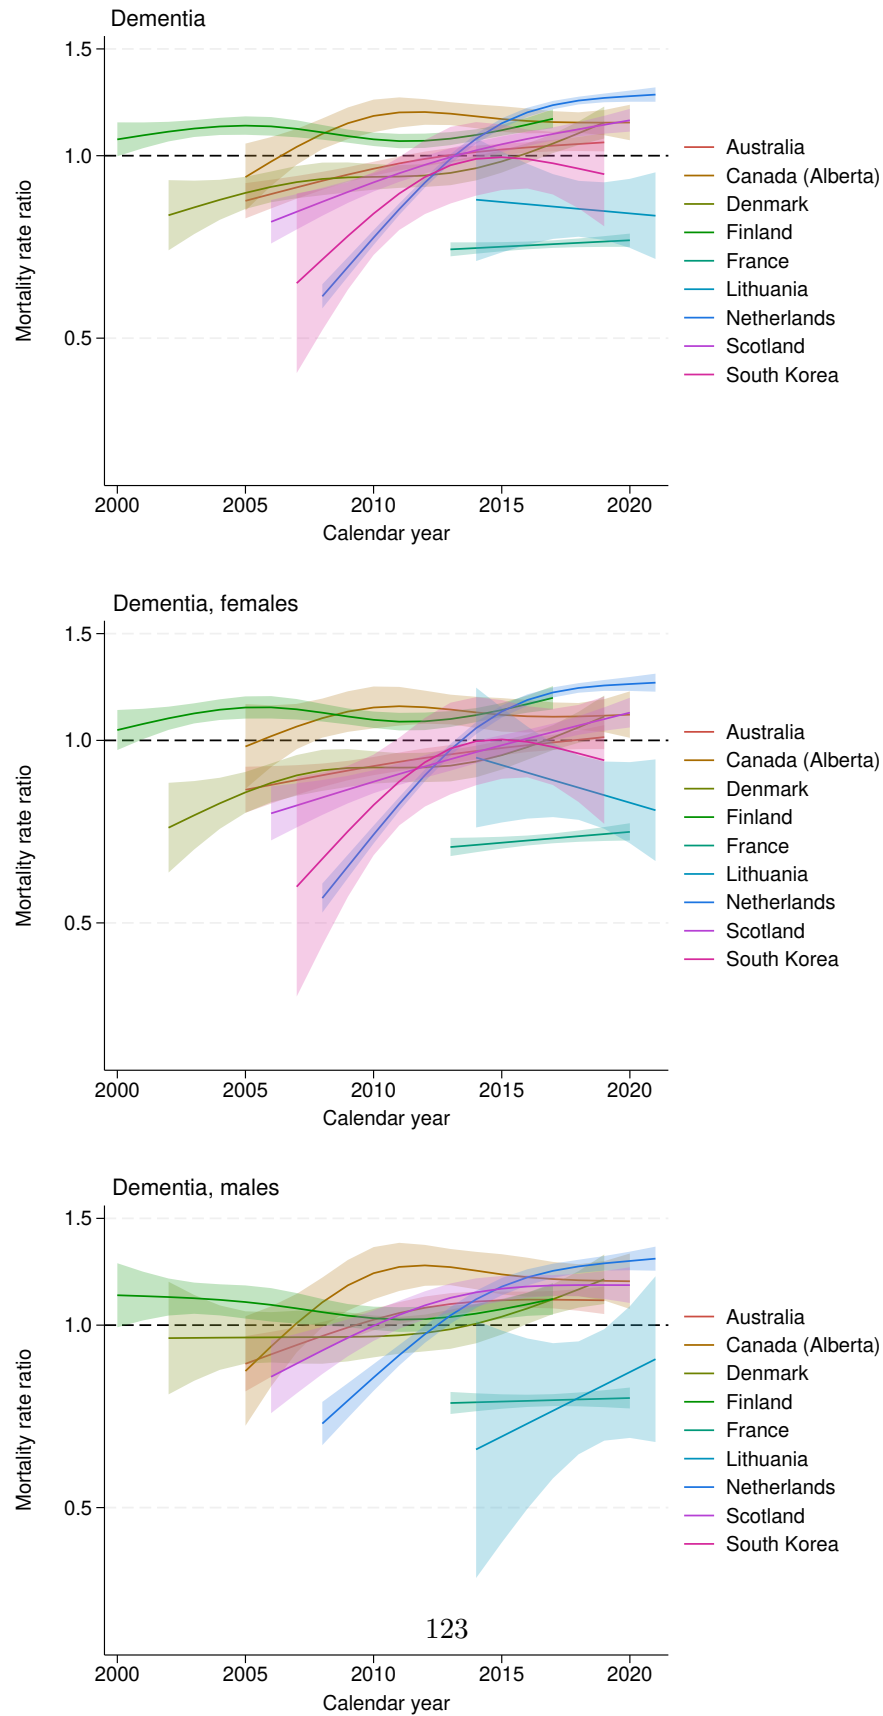 Dementia
1.5
1.0
0.5
Mortality rate ratio
2000 2005 2010 2015 2020
Calendar year
Australia
Canada (Alberta)
Denmark
Finland
France
Lithuania
Netherlands
Scotland
South Korea
Dementia, females
1.5
1.0
0.5
Mortality rate ratio
2000 2005 2010 2015 2020
Calendar year
Australia
Canada (Alberta)
Denmark
Finland
France
Lithuania
Netherlands
Scotland
South Korea
Dementia, males
1.5
1.0
0.5
Mortality rate ratio
2000 2005 2010 2015 2020
Calendar year
Australia
Canada (Alberta)
Denmark
Finland
France
Lithuania
Netherlands
Scotland
South Korea
123